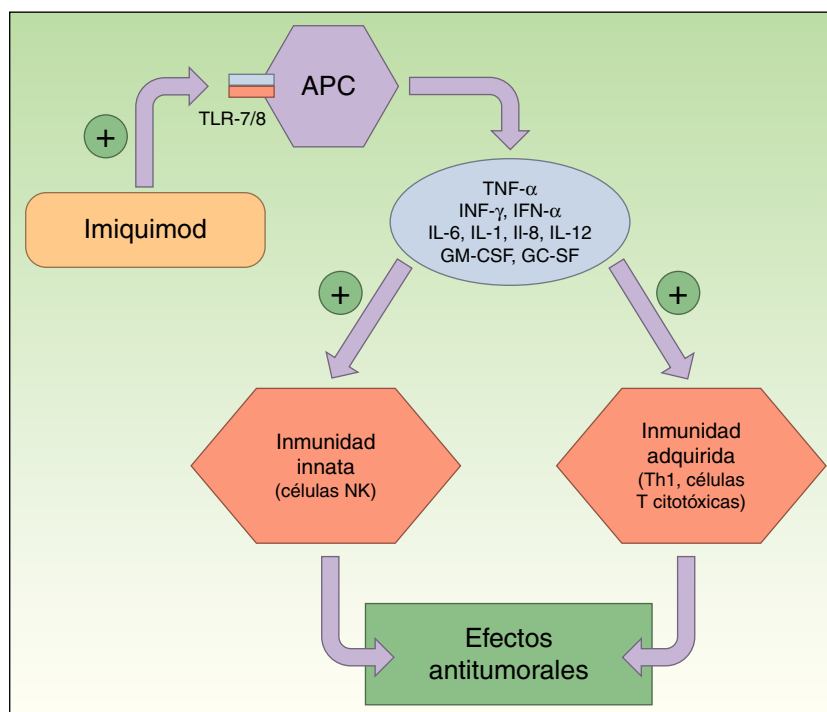 APC
TLR-7/8
+
Imiquimod
TNF-α
INF-γ, IFN-α
IL-6, IL-1, Il-8, IL-12
GM-CSF, GC-SF
+
+
Inmunidad
innata
(células NK)
Inmunidad
adquirida
(Th1, células
T citotóxicas)
Efectos
antitumorales